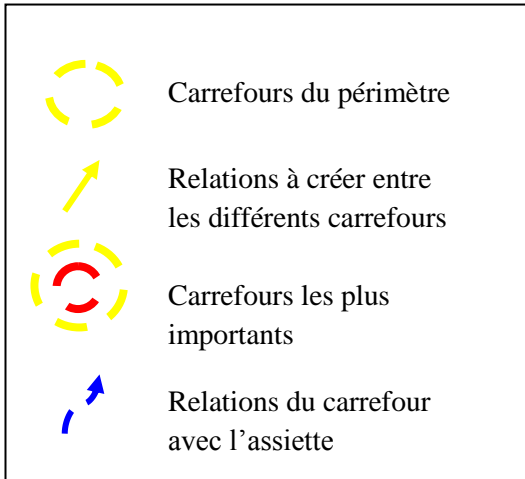 Carrefours du périmètre
Relations à créer entre
les différents carrefours
Carrefours les plus
importants
Relations du carrefour
avec l’assiette